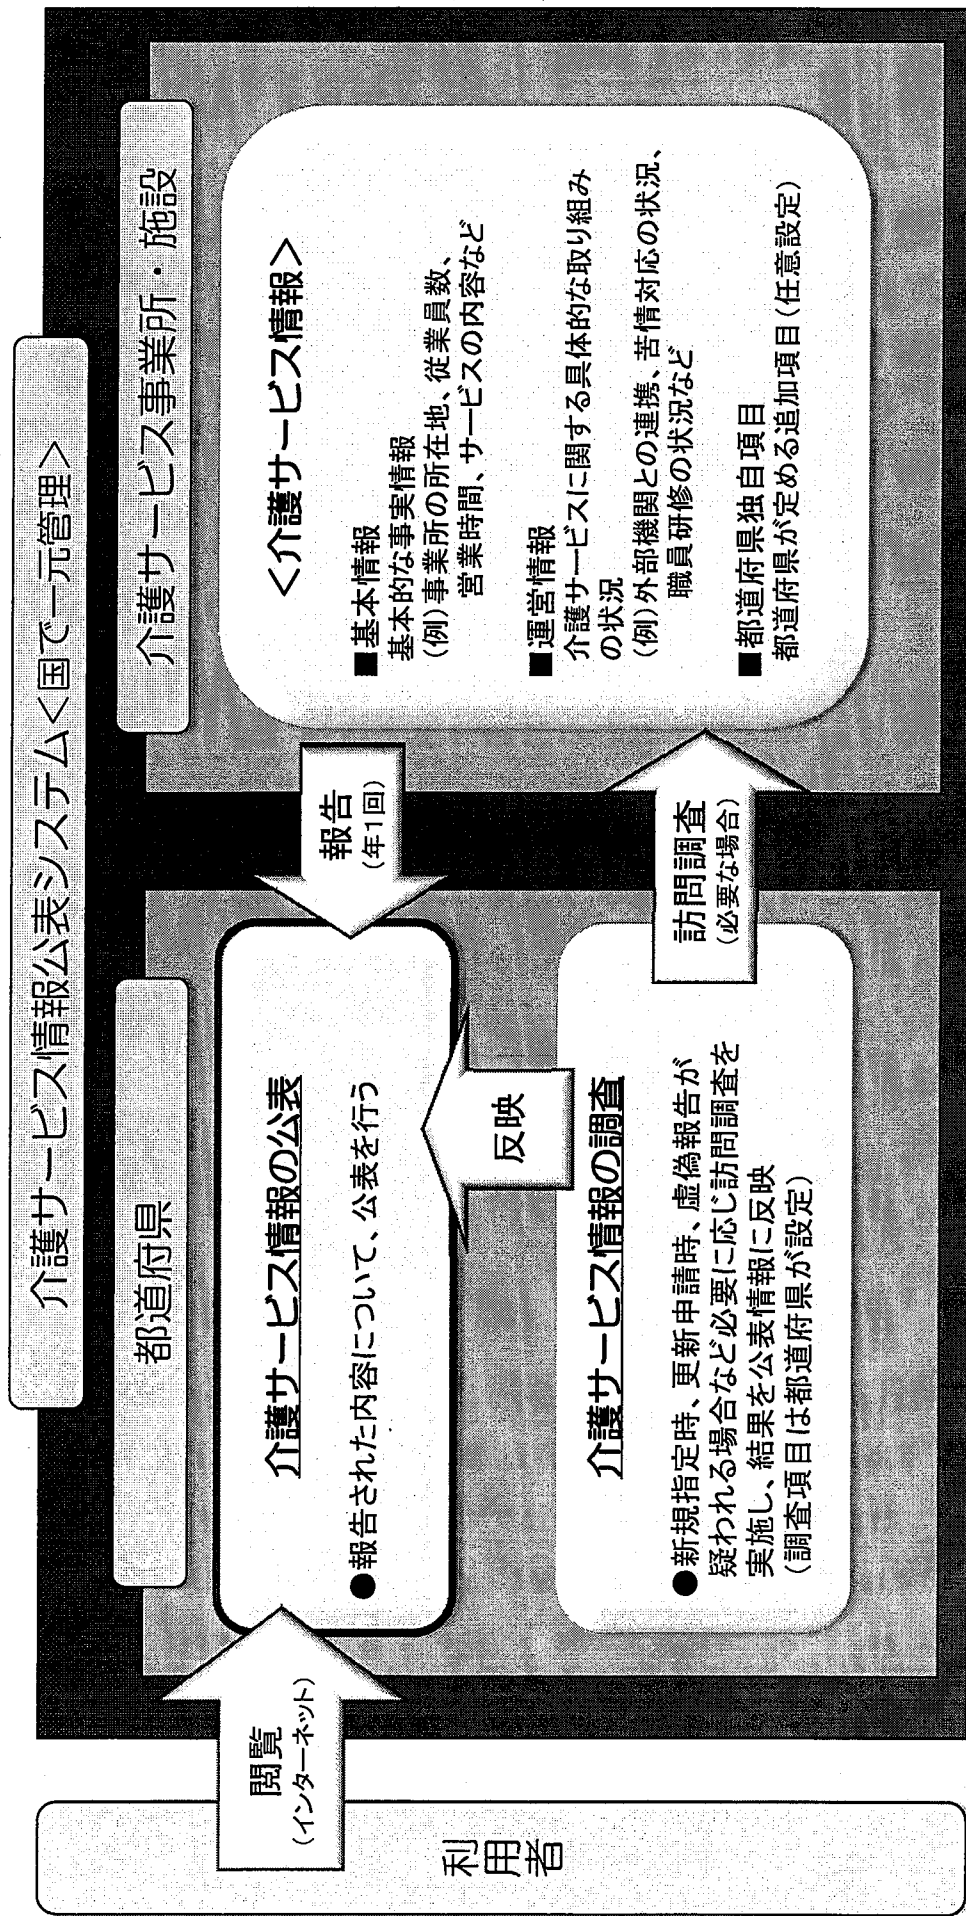 介護サービス情報公表システム<国で一元管理>
利用者
閲覧
(インターネット)
都道府県
介護サービス情報の公表
●報告された内容について、公表を行う
反映
介護サービス情報の調査
●新規指定時、更新申請時、虚偽報告が
疑われる場合など必要に応じ訪問調査を
実施し、結果を公表情報に反映
(調査項目は都道府県が設定)
報告
(年1回)
訪問調査
(必要な場合)
介護サービス事業所・施設
<介護サービス情報>
■基本情報
基本的な事実情報
(例)事業所の所在地、従業員数、
営業時間、サービスの内容など
■運営情報
介護サービスに関する具体的な取り組み
の状況
(例)外部機関との連携、苦情対応の状況、
職員研修の状況など
■都道府県独自項目
都道府県が定める追加項目(任意設定)